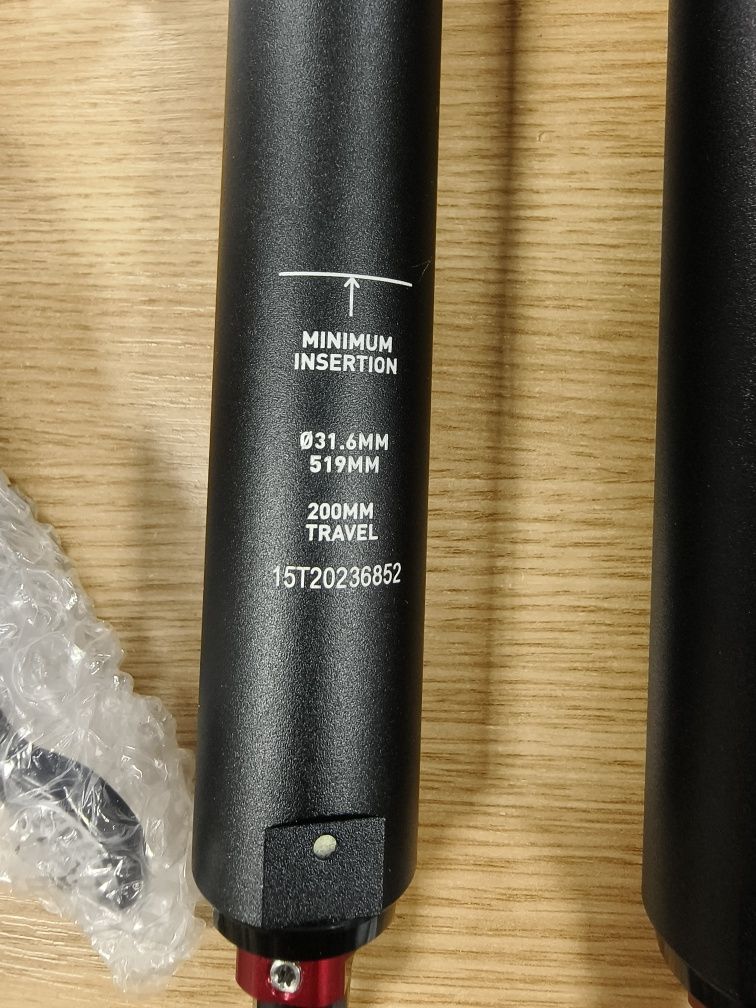 MINIMUM
INSERTION
Ø31.6MM
519MM
200MM
TRAVEL
15T20236852